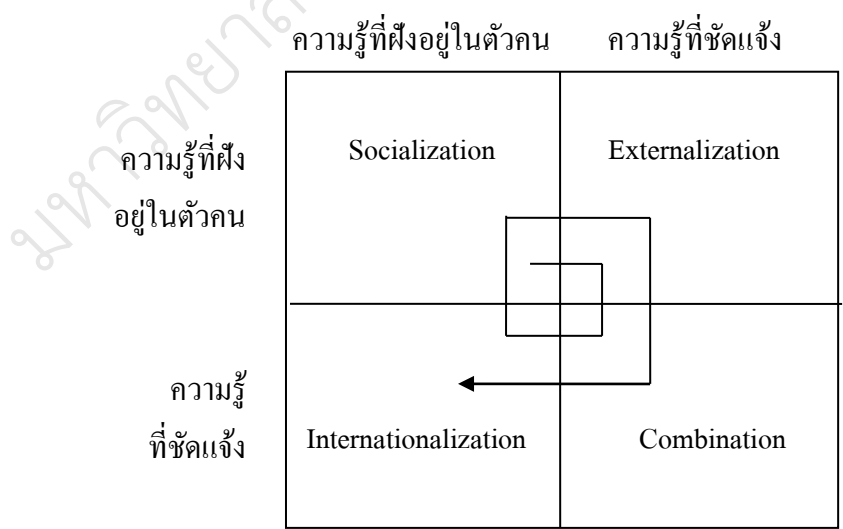 ความรู้ที่ฝังอยู่ในตัวคน ความรู้ที่ชัดแจ้ง
ความรู้ที่ฝัง
อยู่ในตัวคน
Socialization Externalization
ความรู้
ที่ชัดแจ้ง
Internationalization Combination